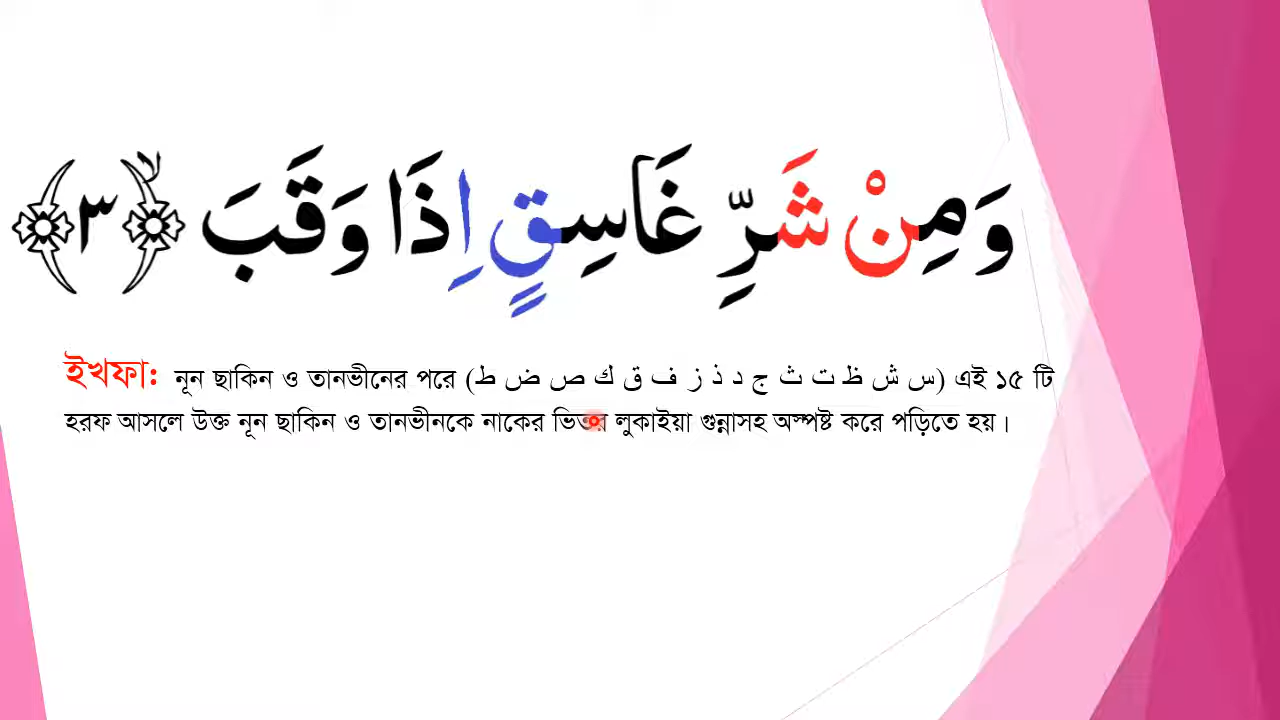 وَمِنْ شَرِّ غَاسِقٍ اِذَا وَقَبَ ﴿ۙ۳﴾
ইখফা: নূন ছাকিন ও তানভীনের পরে (س ش ظ ت ث ج د ذ ز ف ق ك ص ض ط) এই ১৫ টি
হরফ আসলে উক্ত নূন ছাকিন ও তানভীনকে নাকের ভিতর লুকাইয়া গুন্নাসহ অস্পষ্ট করে পড়িতে হয়।